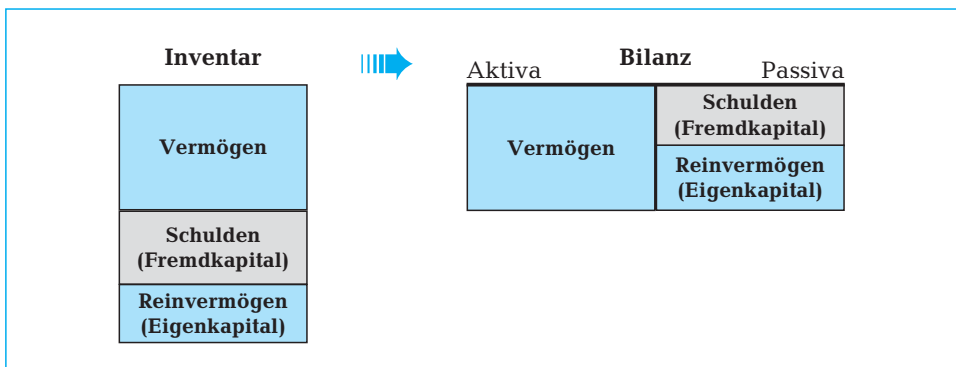 Inventar
Vermögen
Schulden
(Fremdkapital)
Reinvermögen
(Eigenkapital)
Bilanz
Aktiva Passiva
Vermögen
Schulden
(Fremdkapital)
Reinvermögen
(Eigenkapital)